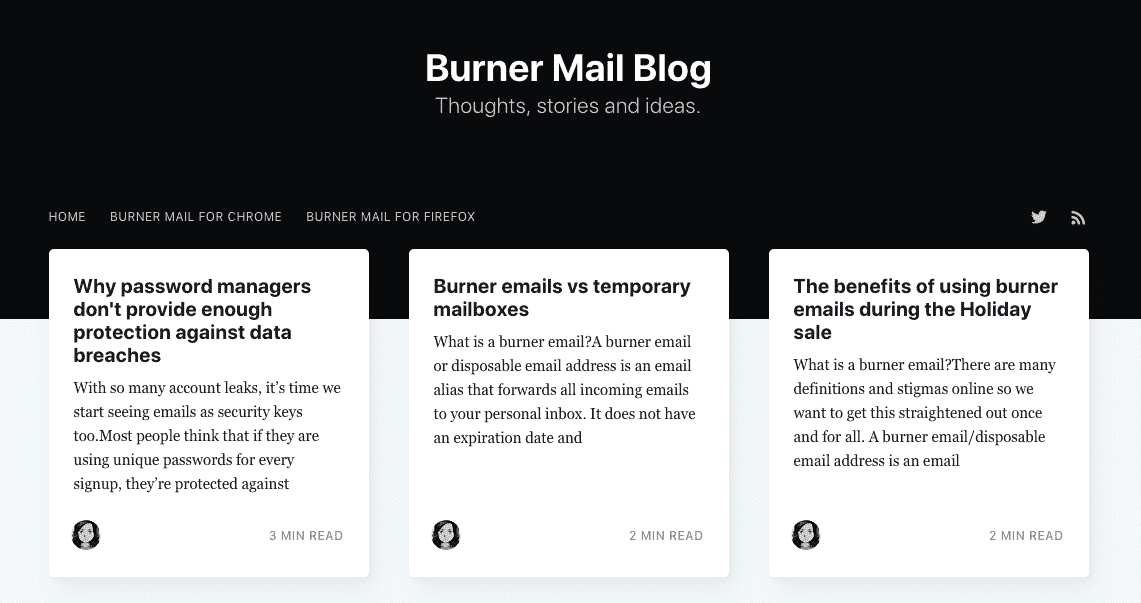 Burner Mail Blog
Thoughts, stories and ideas.
HOME BURNER MAIL FOR CHROME BURNER MAIL FOR FIREFOX
Why password managers
don't provide enough
protection against data
breaches
With so many account leaks, it’s time we
start seeing emails as security keys
too.Most people think that if they are
using unique passwords for every
signup, they’re protected against
3 MIN READ
Burner emails vs temporary
mailboxes
What is a burner email?A burner email
or disposable email address is an email
alias that forwards all incoming emails
to your personal inbox. It does not have
an expiration date and
2 MIN READ
The benefits of using burner
emails during the Holiday
sale
What is a burner email?There are many
definitions and stigmas online so we
want to get this straightened out once
and for all. A burner email/disposable
email address is an email
2 MIN READ